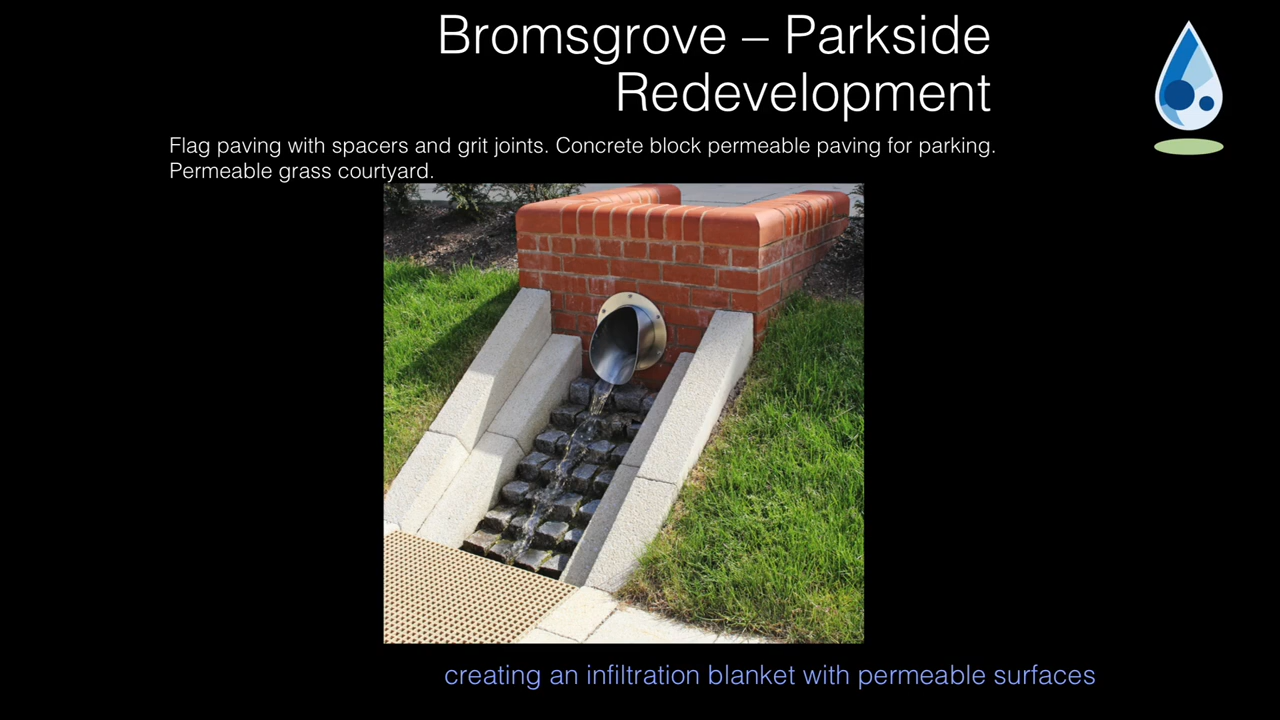 Bromsgrove – Parkside
Redevelopment
Flag paving with spacers and grit joints. Concrete block permeable paving for parking.
Permeable grass courtyard.
creating an infiltration blanket with permeable surfaces